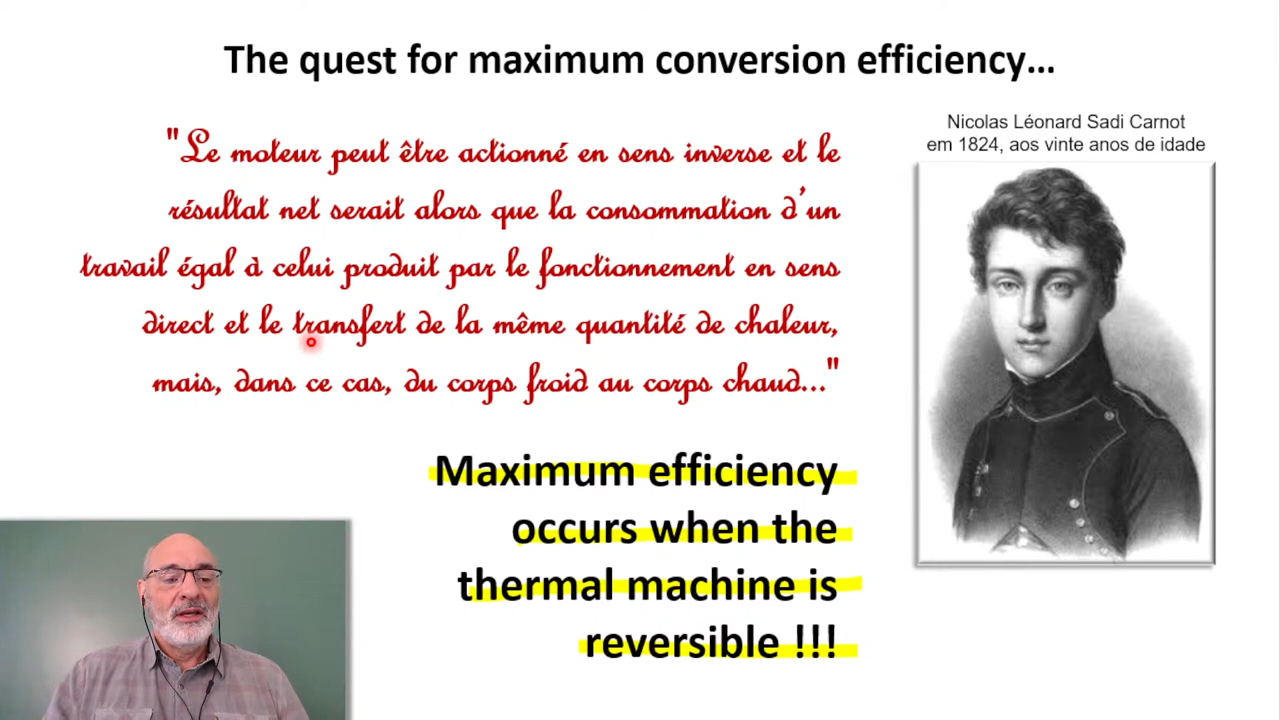 The quest for maximum conversion efficiency...
"Le moteur peut être actionné en sens inverse et le
résultat net serait alors que la consommation d'un
travail égal à celui produit par le fonctionnement en sens
direct et le transfert de la même quantité de chaleur,
mais, dans ce cas, du corps froid au corps chaud..."
Nicolas Léonard Sadi Carnot
em 1824, aos vinte anos de idade
Maximum efficiency
occurs when the
thermal machine is
reversible !!!